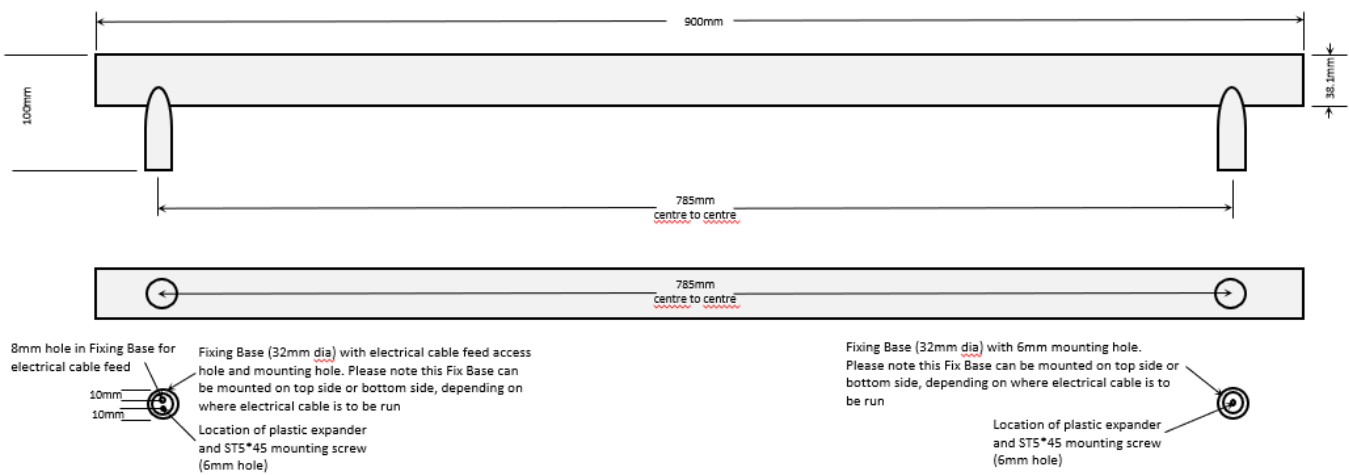 900mm
100mm
38.1mm
785mm
centre to centre
785mm
centre to centre
8mm hole in Fixing Base for
electrical cable feed
10mm
10mm
Fixing Base (32mm dia) with electrical cable feed access
hole and mounting hole. Please note this Fix Base can
be mounted on top side or bottom side, depending on
where electrical cable is to be run
Location of plastic expander
and ST5*45 mounting screw
(6mm hole)
Fixing Base (32mm dia) with 6mm mounting hole.
Please note this Fix Base can be mounted on top side or
bottom side, depending on where electrical cable is to
be run
Location of plastic expander
and ST5*45 mounting screw
(6mm hole)